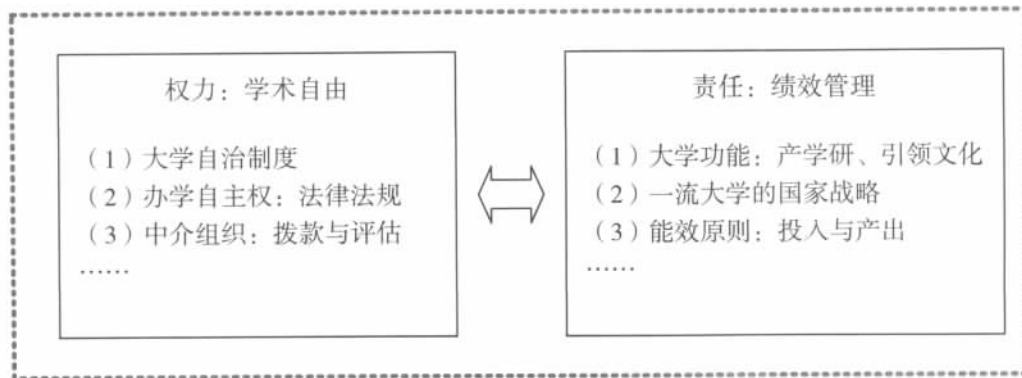 权力：学术自由
（1）大学自治制度
（2）办学自主权：法律法规
（3）中介组织：拨款与评估
……
责任：绩效管理
（1）大学功能：产学研、引领文化
（2）一流大学的国家战略
（3）能效原则：投入与产出
……